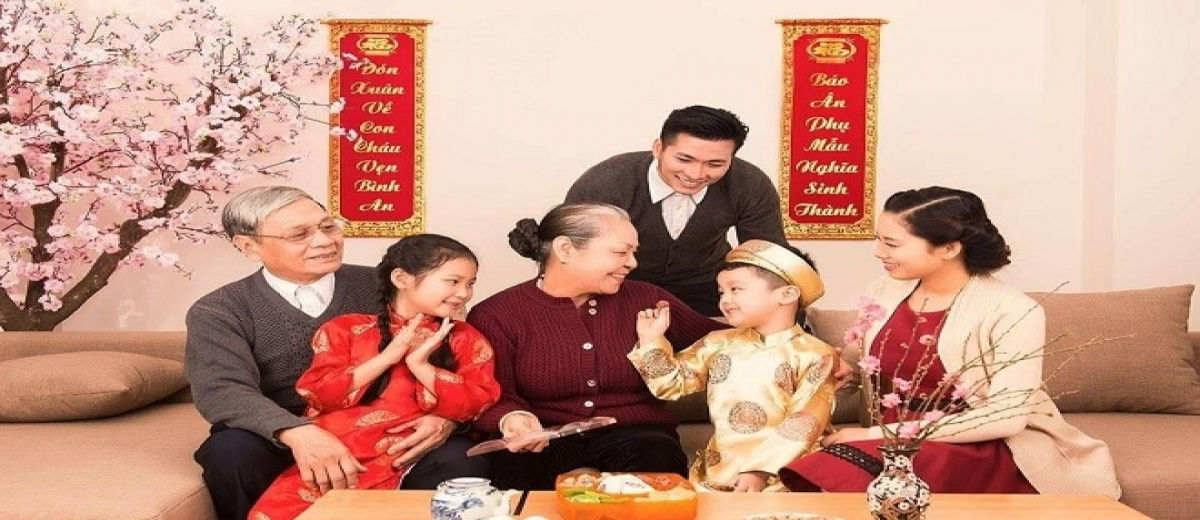 Đón
Xuân
Về
Con
Cháu
Vẹn
Bình
An
Báo
Ân
Phụ
Mẫu
Nghĩa
Sinh
Thành